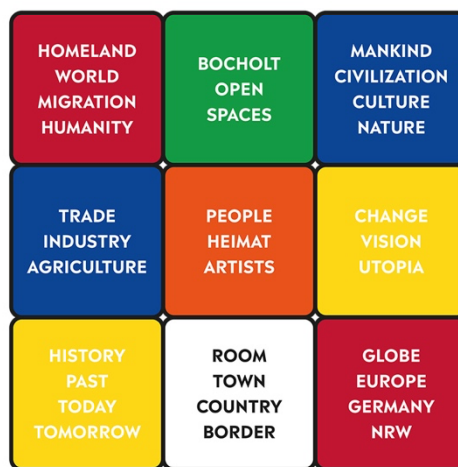 HOMELAND
WORLD
MIGRATION
HUMANITY
BOCHOLT
OPEN
SPACES
MANKIND
CIVILIZATION
CULTURE
NATURE
TRADE
INDUSTRY
AGRICULTURE
PEOPLE
HEIMAT
ARTISTS
CHANGE
VISION
UTOPIA
HISTORY
PAST
TODAY
TOMORROW
ROOM
TOWN
COUNTRY
BORDER
GLOBE
EUROPE
GERMANY
NRW